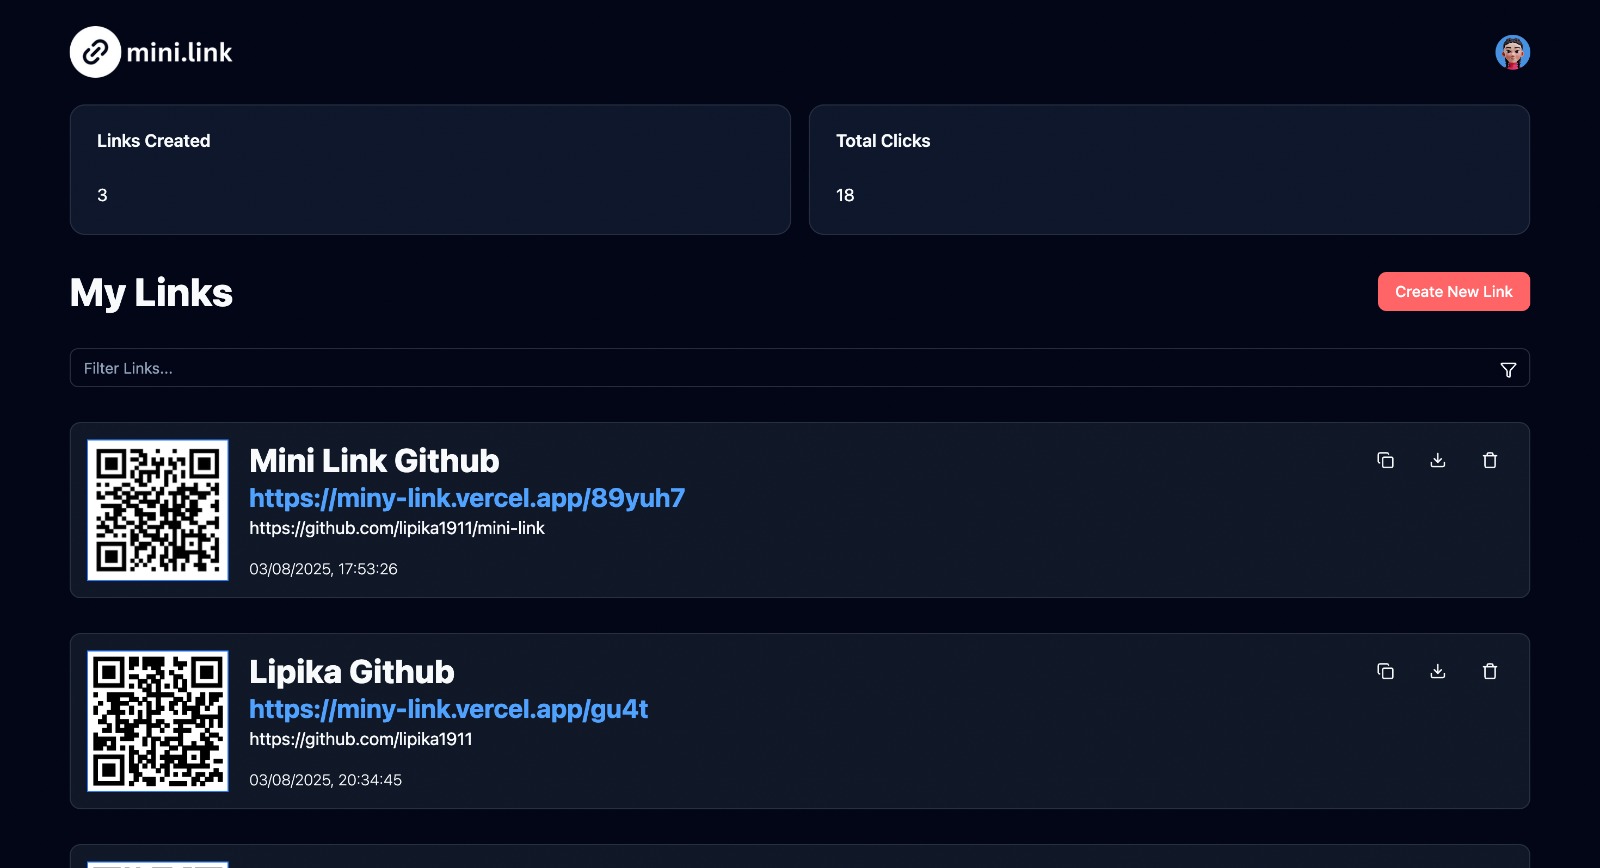 mini.link
Links Created
Total Clicks
3
18
My Links
Create New Link
Filter Links...
Mini Link Github
https://miny-link.vercel.app/89yuh7
https://github.com/lipika1911/mini-link
03/08/2025, 17:53:26
Lipika Github
https://miny-link.vercel.app/gu4t
https://github.com/lipika1911
03/08/2025, 20:34:45